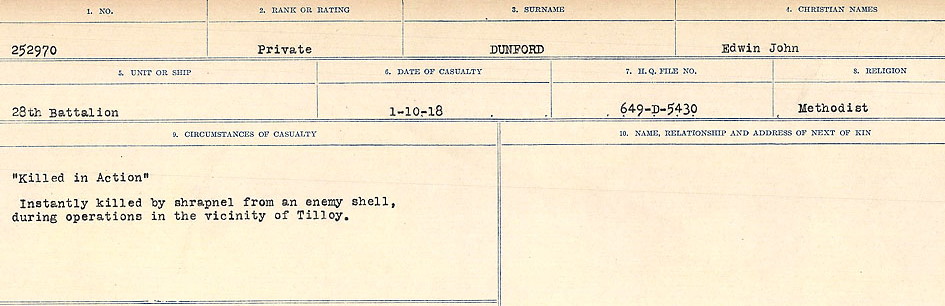 1. NO. 2. RANK OR RATING 3. SURNAME 4. CHRISTIAN NAMES
252970 Private DUNFORD Edwin John
5. UNIT OR SHIP 6. DATE OF CASUALTY 7. H. Q. FILE NO. 8. RELIGION
28th Battalion 1-10-18 649-D-5430 Methodist
9. CIRCUMSTANCES OF CASUALTY 10. NAME, RELATIONSHIP AND ADDRESS OF NEXT OF KIN
"Killed in Action"
Instantly killed by shrapnel from an enemy shell,
during operations in the vicinity of Tilloy.